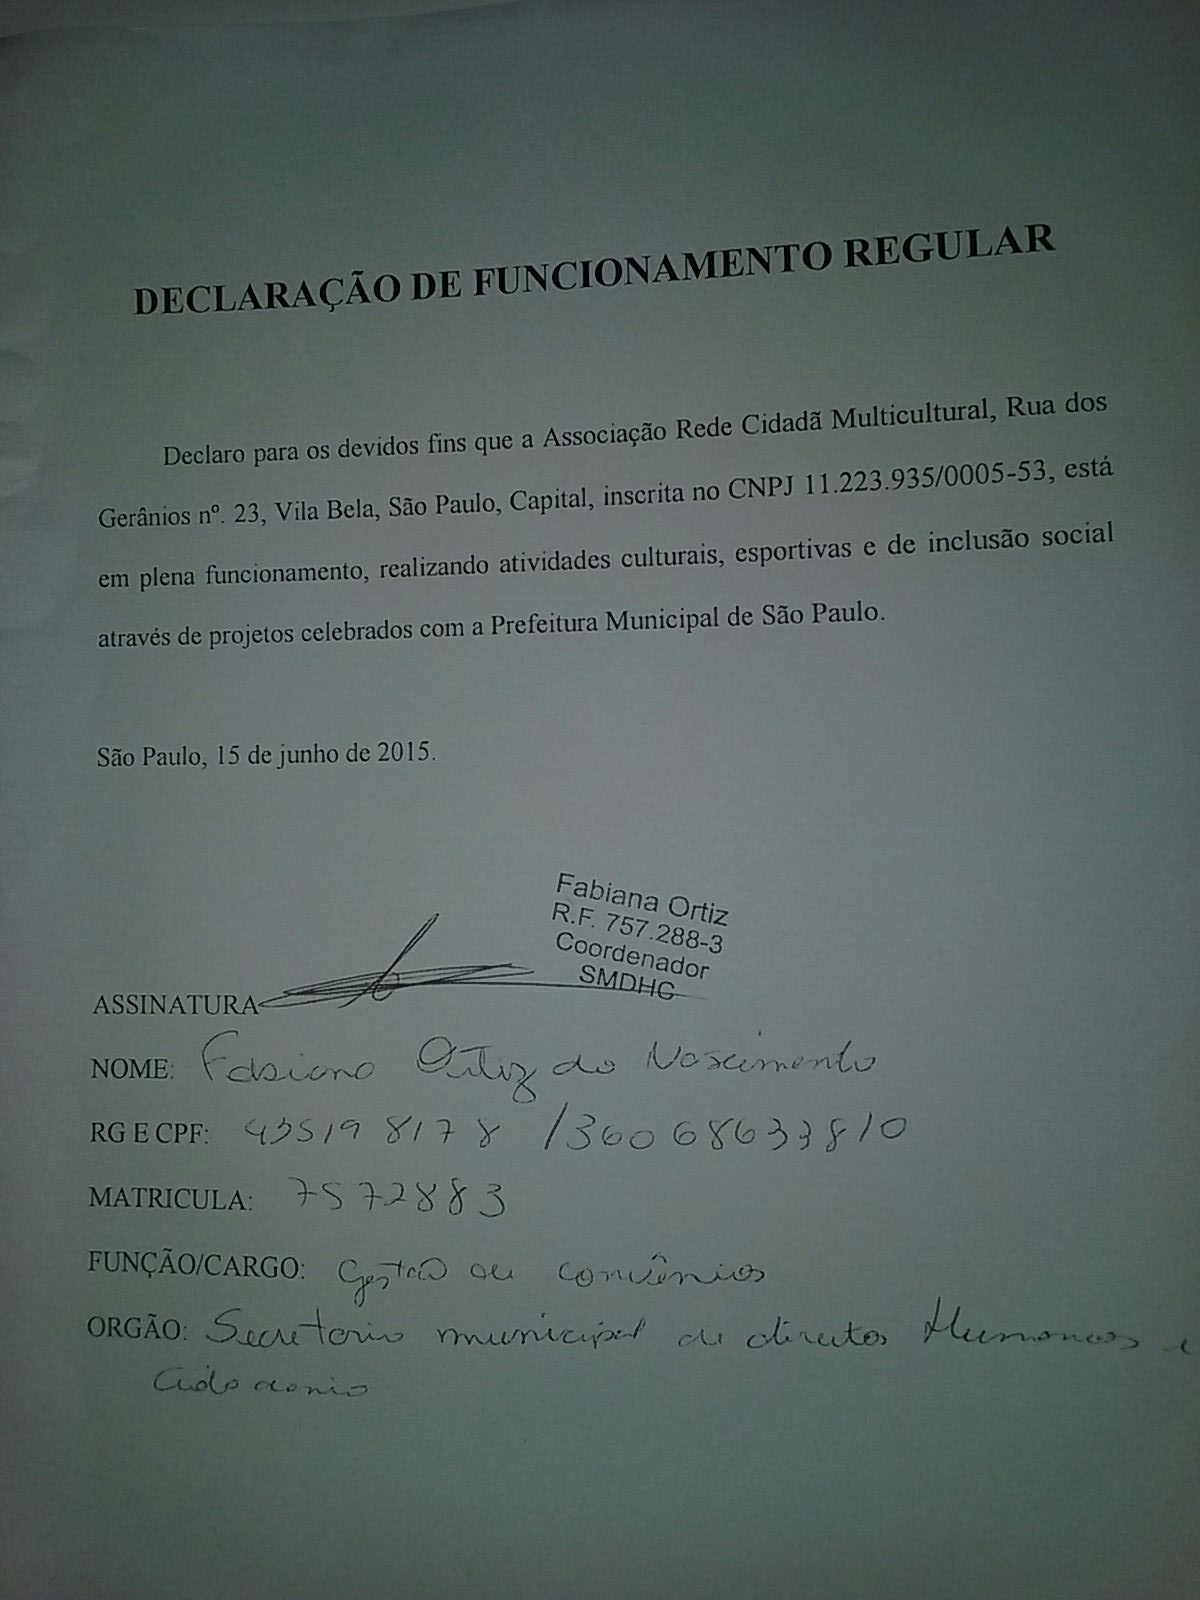 DECLARAÇÃO DE FUNCIONAMENTO REGULAR
Declaro para os devidos fins que a Associação Rede Cidadã Multicultural, Rua dos
Gerânios nº. 23, Vila Bela, São Paulo, Capital, inscrita no CNPJ 11.223.935/0005-53, está
em plena funcionamento, realizando atividades culturais, esportivas e de inclusão social
através de projetos celebrados com a Prefeitura Municipal de São Paulo.
São Paulo, 15 de junho de 2015.
Fabiana Ortiz
R.F. 757.288-3
Coordenador
SMDHC
ASSINATURA
NOME: Fabiana Ortiz do Nascimento
RG E CPF: 435198178 / 36068633810
MATRICULA: 7572883
FUNÇÃO/CARGO: Gestão de convênios
ORGÃO: Secretaria municipal de direitos Humanos e
Cidadania